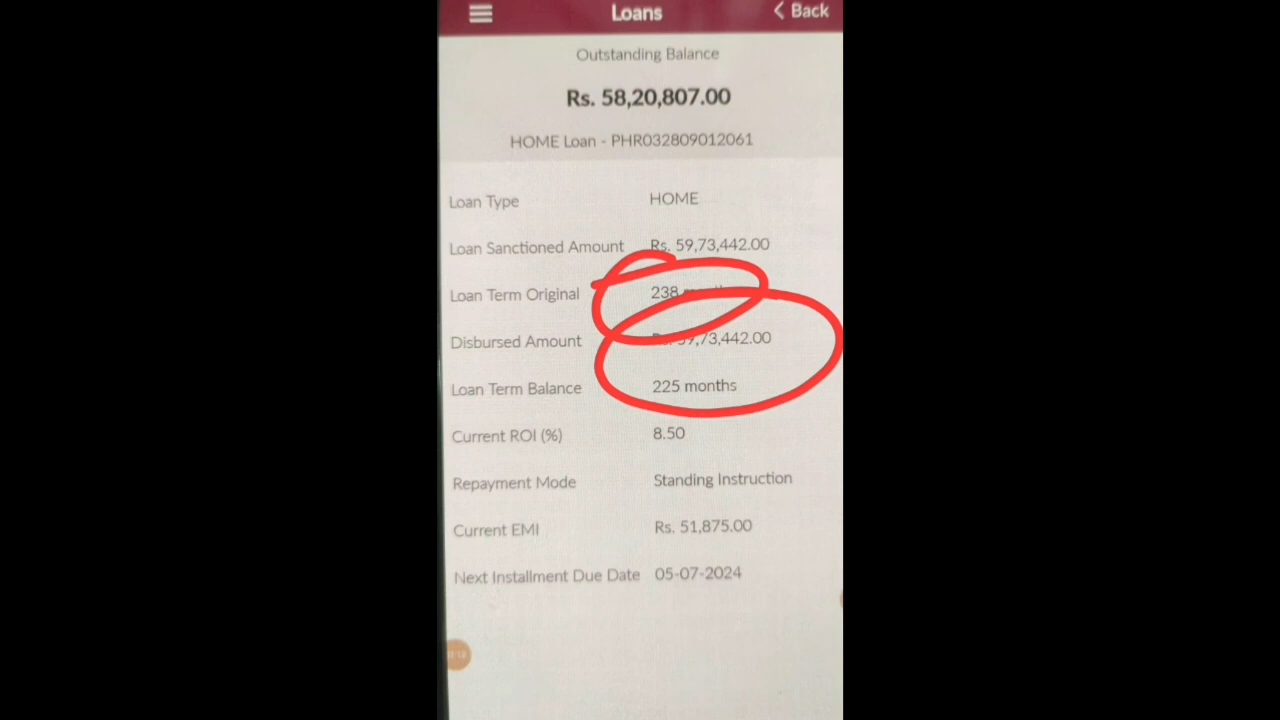 Loans
Back
Outstanding Balance
Rs. 58,20,807.00
HOME Loan - PHR032809012061
Loan Type HOME
Loan Sanctioned Amount Rs. 59,73,442.00
Loan Term Original 238
Disbursed Amount 73,442.00
Loan Term Balance 225 months
Current ROI (%) 8.50
Repayment Mode Standing Instruction
Current EMI Rs. 51,875.00
Next Installment Due Date 05-07-2024